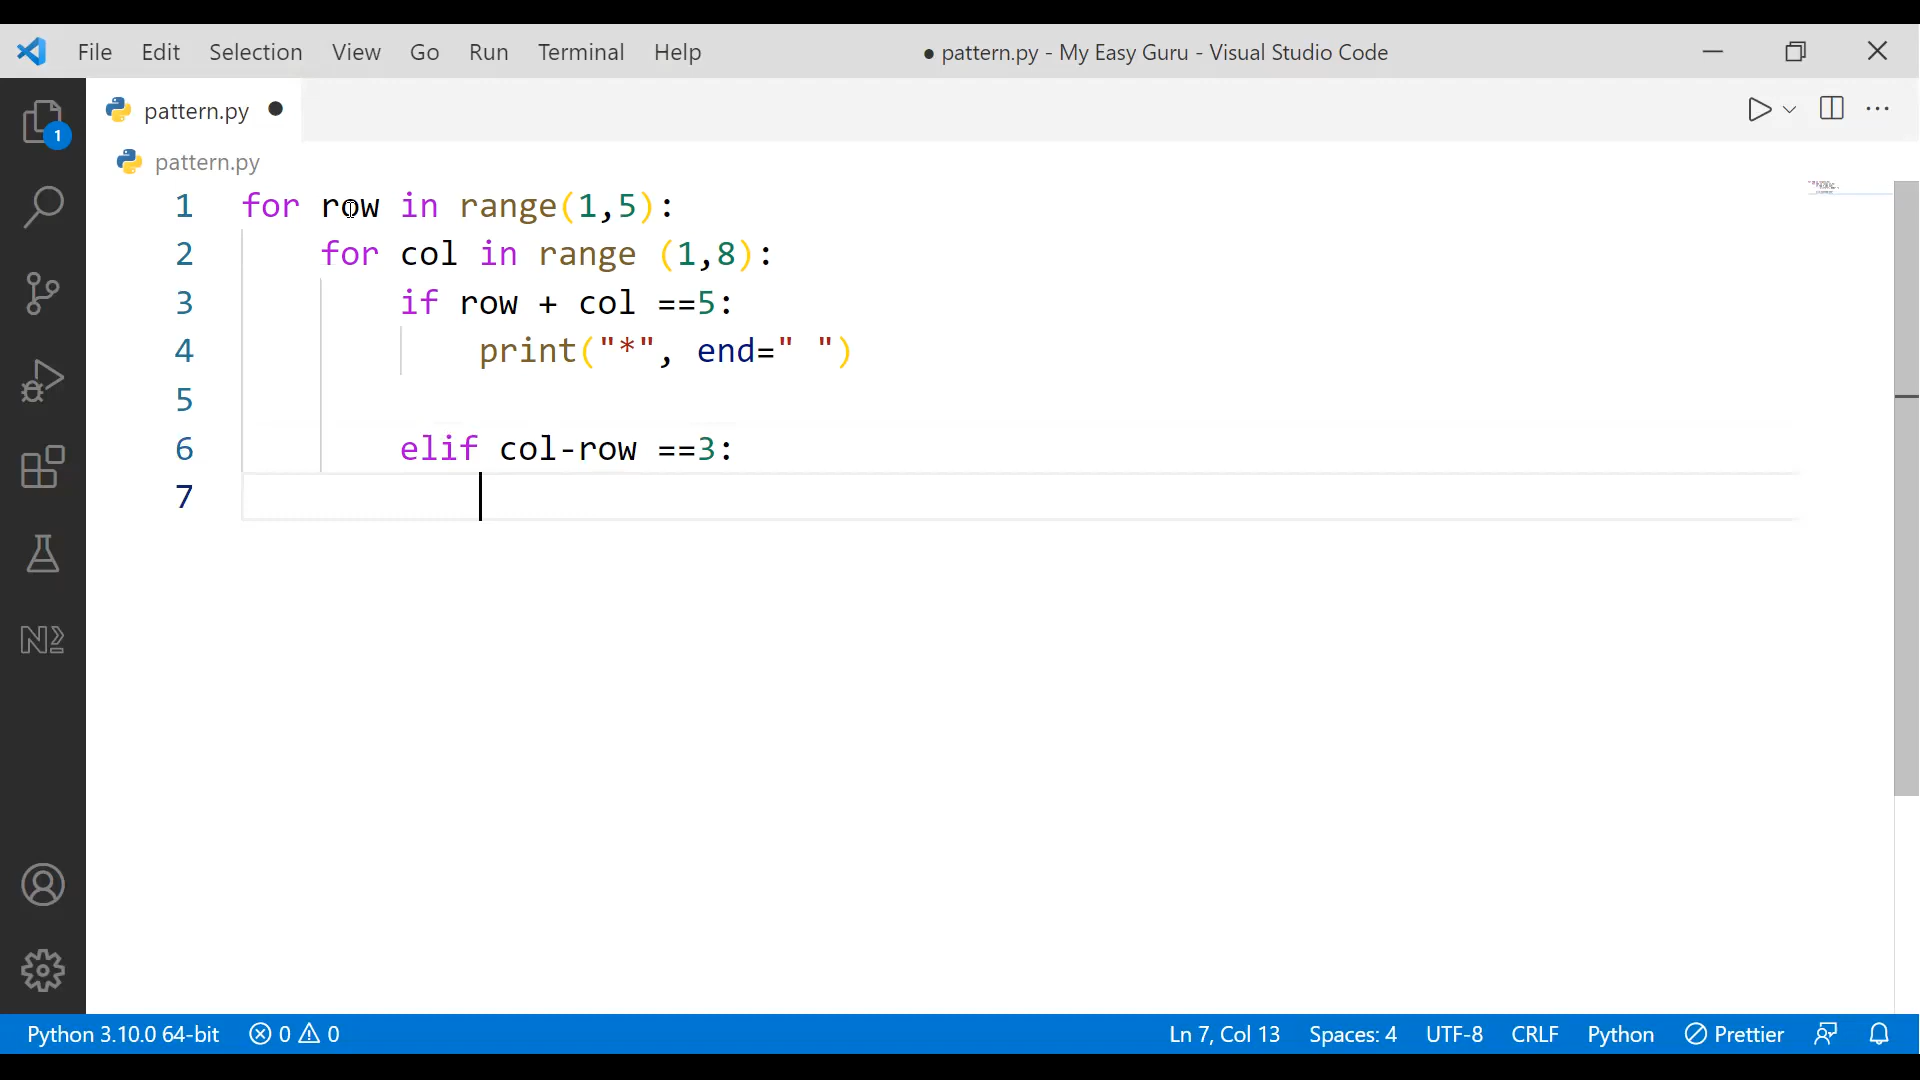 File Edit Selection View Go Run Terminal Help ● pattern.py - My Easy Guru - Visual Studio Code
pattern.py ●
1
pattern.py
1 for row in range(1,5):
2     for col in range (1,8):
3         if row + col ==5:
4             print("*", end=" ")
5
6         elif col-row ==3:
7
Python 3.10.0 64-bit 0 0 Ln 7, Col 13 Spaces: 4 UTF-8 CRLF Python Prettier